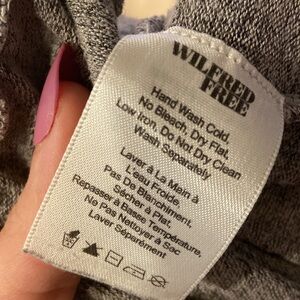 WILFRED
FREE
Hand Wash Cold.
No Bleach, Dry Flat,
Low Iron, Do Not Dry Clean
Wash Separately
Laver à La Main à
L'eau Froide.
Pas De Blanchiment,
Sécher à Plat,
Repasser à Basse Température,
Ne Pas Nettoyer à Sec
Laver Séparément